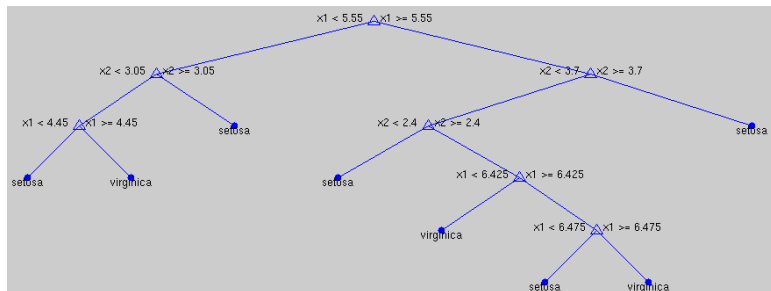 x1 < 5.55 x1 >= 5.55
x2 < 3.05 x2 >= 3.05 x2 < 3.7 x2 >= 3.7
x1 < 4.45 x1 >= 4.45 setosa x2 < 2.4 x2 >= 2.4 setosa
setosa virginica setosa x1 < 6.425 x1 >= 6.425
virginica x1 < 6.475 x1 >= 6.475
setosa virginica